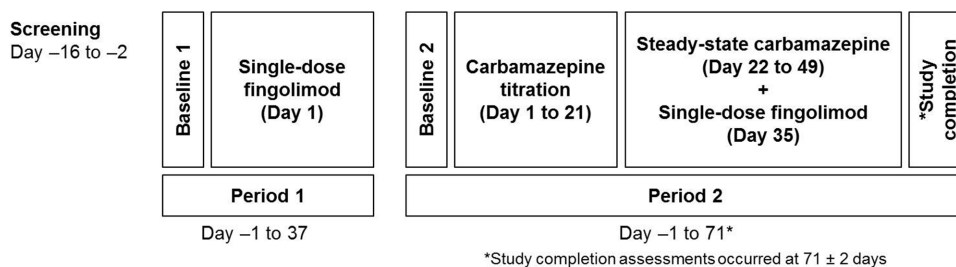 Screening
Day –16 to –2
Baseline 1
Single-dose
fingolimod
(Day 1)
Period 1
Day –1 to 37
Baseline 2
Carbamazepine
titration
(Day 1 to 21)
Steady-state carbamazepine
(Day 22 to 49)
+
Single-dose fingolimod
(Day 35)
*Study
completion
Period 2
Day –1 to 71*
*Study completion assessments occurred at 71 ± 2 days